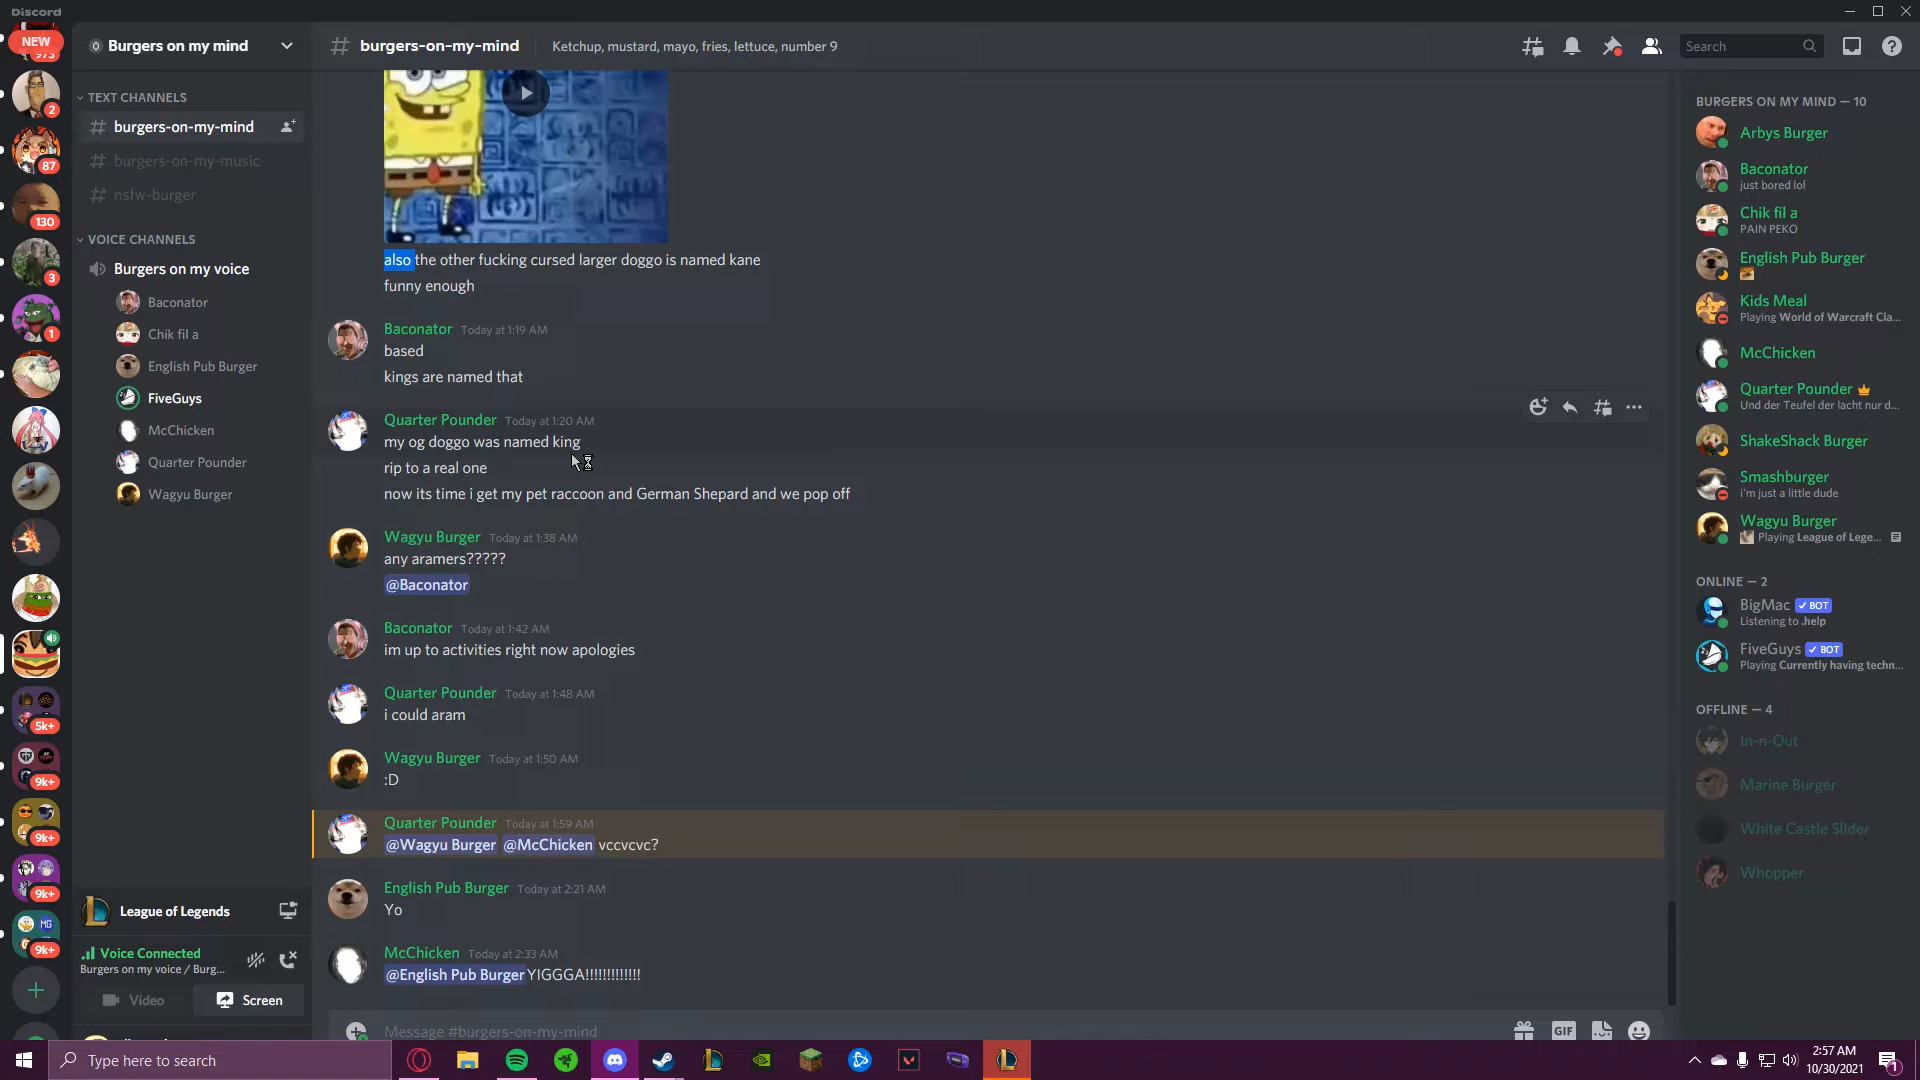 Discord
NEW
Burgers on my mind
burgers-on-my-mind
Ketchup, mustard, mayo, fries, lettuce, number 9
Search
2
87
130
3
1
5k+
9k+
9k+
9k+
MG
9k+
TEXT CHANNELS
burgers-on-my-mind
burgers-on-my-music
nsfw-burger
VOICE CHANNELS
Burgers on my voice
Baconator
Chik fil a
English Pub Burger
FiveGuys
McChicken
Quarter Pounder
Wagyu Burger
League of Legends
Voice Connected
Burgers on my voice / Burg...
Video
Screen
also the other fucking cursed larger doggo is named kane
funny enough
Baconator Today at 1:19 AM
based
kings are named that
Quarter Pounder Today at 1:20 AM
my og doggo was named king
rip to a real one
now its time i get my pet raccoon and German Shepard and we pop off
Wagyu Burger Today at 1:38 AM
any aramers?????
@Baconator
Baconator Today at 1:42 AM
im up to activities right now apologies
Quarter Pounder Today at 1:48 AM
i could aram
Wagyu Burger Today at 1:50 AM
:D
Quarter Pounder Today at 1:59 AM
@Wagyu Burger @McChicken vccvcvc?
English Pub Burger Today at 2:21 AM
Yo
McChicken Today at 2:33 AM
@English Pub Burger YIGGGA!!!!!!!!!!!!!
Message #burgers-on-my-mind
GIF
BURGERS ON MY MIND — 10
Arbys Burger
Baconator
just bored lol
Chik fil a
PAIN PEKO
English Pub Burger
Kids Meal
Playing World of Warcraft Cla...
McChicken
Quarter Pounder
Und der Teufel der lacht nur d...
ShakeShack Burger
Smashburger
i'm just a little dude
Wagyu Burger
Playing League of Lege...
ONLINE — 2
BigMac BOT
Listening to .help
FiveGuys BOT
Playing Currently having techn...
OFFLINE — 4
In-n-Out
Marine Burger
White Castle Slider
Whopper
Type here to search
2:57 AM
10/30/2021
1